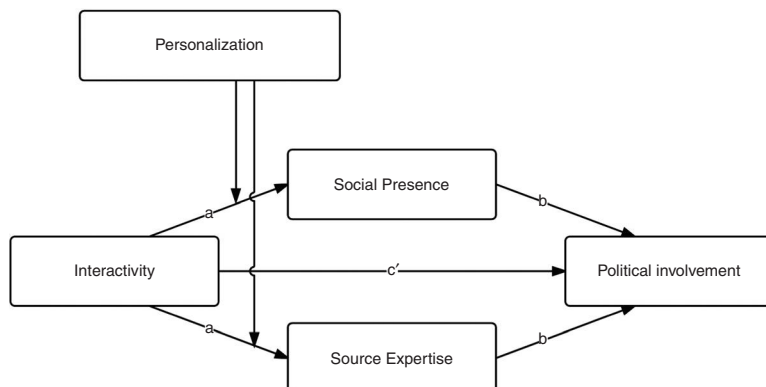 Personalization
Social Presence
a
b
Interactivity
c′
Political involvement
a
b
Source Expertise